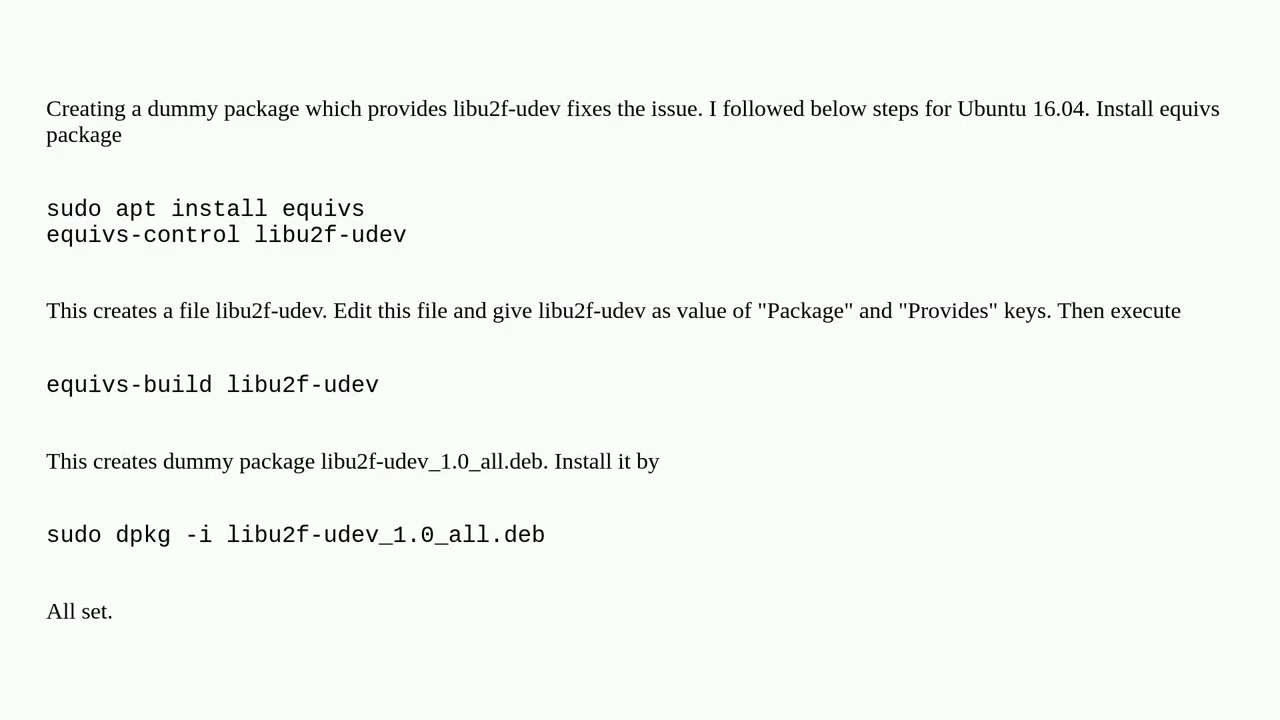 Creating a dummy package which provides libu2f-udev fixes the issue. I followed below steps for Ubuntu 16.04. Install equivs
package
sudo apt install equivs
equivs-control libu2f-udev
This creates a file libu2f-udev. Edit this file and give libu2f-udev as value of "Package" and "Provides" keys. Then execute
equivs-build libu2f-udev
This creates dummy package libu2f-udev_1.0_all.deb. Install it by
sudo dpkg -i libu2f-udev_1.0_all.deb
All set.